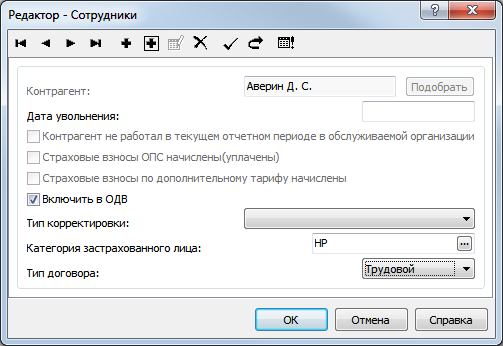 Редактор - Сотрудники
Контрагент: Аверин Д. С. Подобрать
Дата увольнения:
Контрагент не работал в текущем отчетном периоде в обслуживаемой организации
Страховые взносы ОПС начислены(уплачены)
Страховые взносы по дополнительному тарифу начислены
Включить в ОДВ
Тип корректировки:
Категория застрахованного лица: НР ...
Тип договора: Трудовой
ОК Отмена Справка